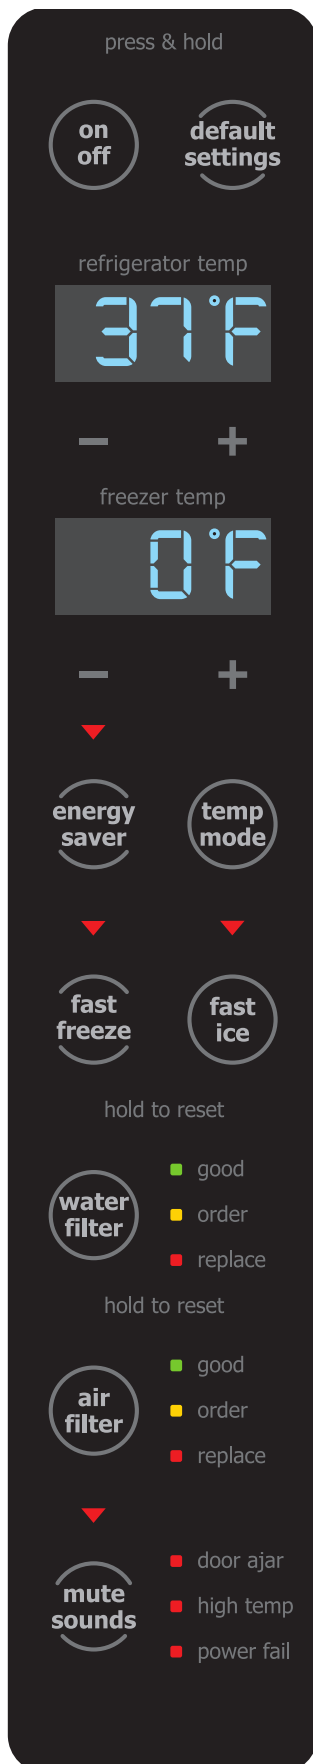 press & hold
on
off
default
settings
refrigerator temp
37°F
− +
freezer temp
0°F
− +
energy
saver
temp
mode
fast
freeze
fast
ice
hold to reset
water
filter
good
order
replace
hold to reset
air
filter
good
order
replace
mute
sounds
door ajar
high temp
power fail